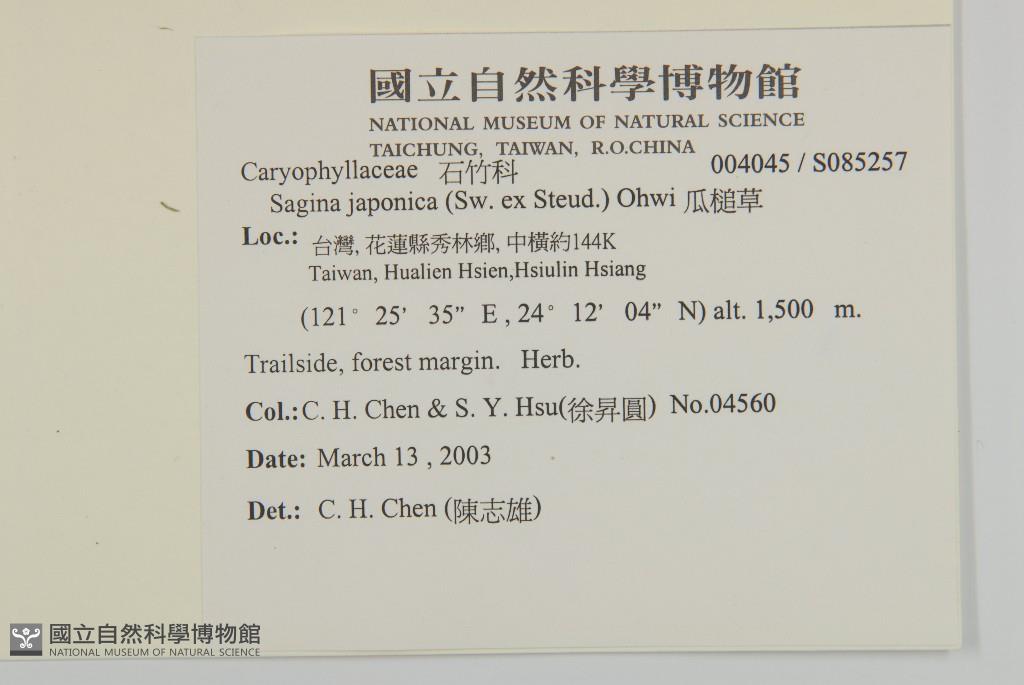 國立自然科學博物館
NATIONAL MUSEUM OF NATURAL SCIENCE
TAICHUNG, TAIWAN, R.O.CHINA
Caryophyllaceae 石竹科 004045 / S085257
Sagina japonica (Sw. ex Steud.) Ohwi 瓜槌草
Loc.: 台灣, 花蓮縣秀林鄉, 中橫約144K
Taiwan, Hualien Hsien,Hsiulin Hsiang
(121° 25’ 35” E , 24° 12’ 04” N) alt. 1,500 m.
Trailside, forest margin. Herb.
Col.: C. H. Chen & S. Y. Hsu(徐昇圓) No.04560
Date: March 13 , 2003
Det.: C. H. Chen (陳志雄)
國立自然科學博物館
NATIONAL MUSEUM OF NATURAL SCIENCE